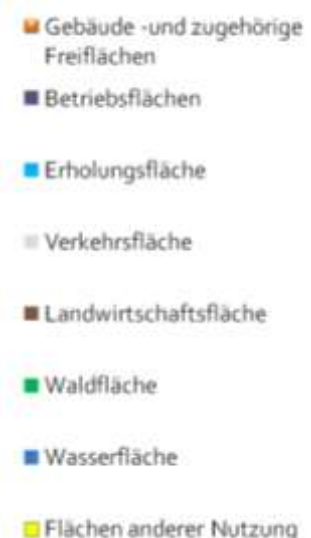 Gebäude -und zugehörige
Freiflächen
Betriebsflächen
Erholungsfläche
Verkehrsfläche
Landwirtschaftsfläche
Waldfläche
Wasserfläche
Flächen anderer Nutzung